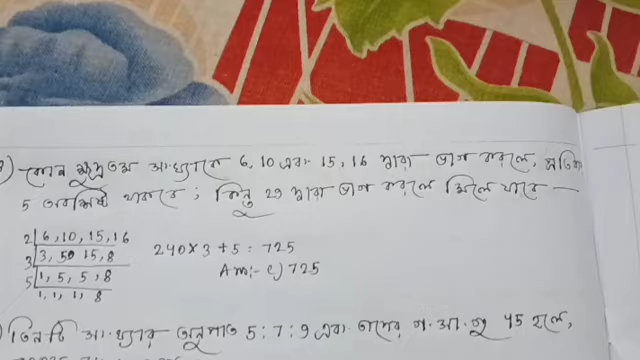 কোন ক্ষুদ্রতম সংখ্যাকে 6, 10 এবং 15, 16 দ্বারা ভাগ করলে, প্রতিবা
5 অবশিষ্ট থাকবে; কিন্তু 29 দ্বারা ভাগ করলে মিলে যাবে —
2 | 6, 10, 15, 16
240 × 3 + 5 = 725
3 | 3, 5, 15, 8
Ans:- c) 725
5 | 1, 5, 5, 8
1, 1, 1, 8
তিনটি সংখ্যার অনুপাত 5 : 7 : 9 এবং তাদের ল. সা. গু 45 হলে,